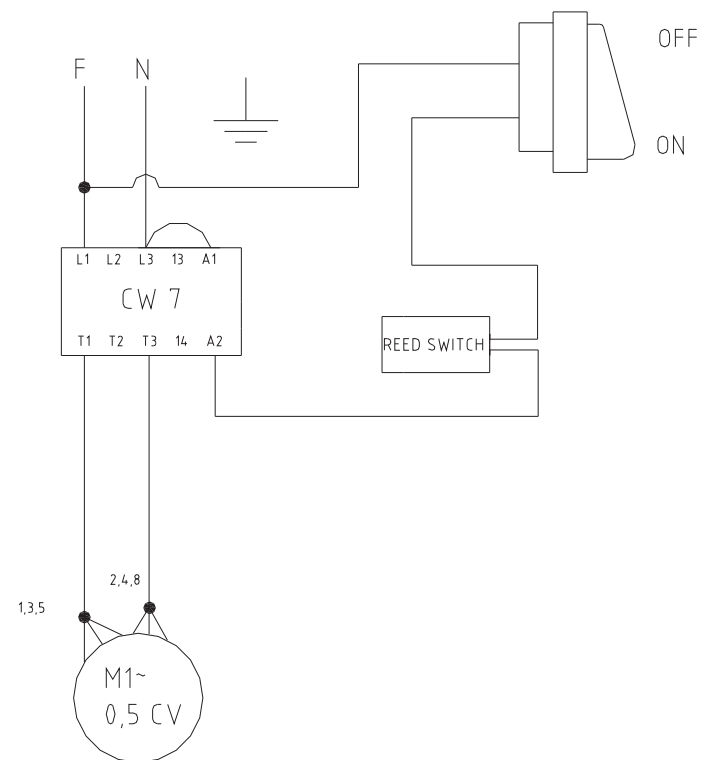 OFF
F N
ON
L1 L2 L3 13 A1
CW 7
T1 T2 T3 14 A2
REED SWITCH
2,4,8
1,3,5
M1~
0,5 CV